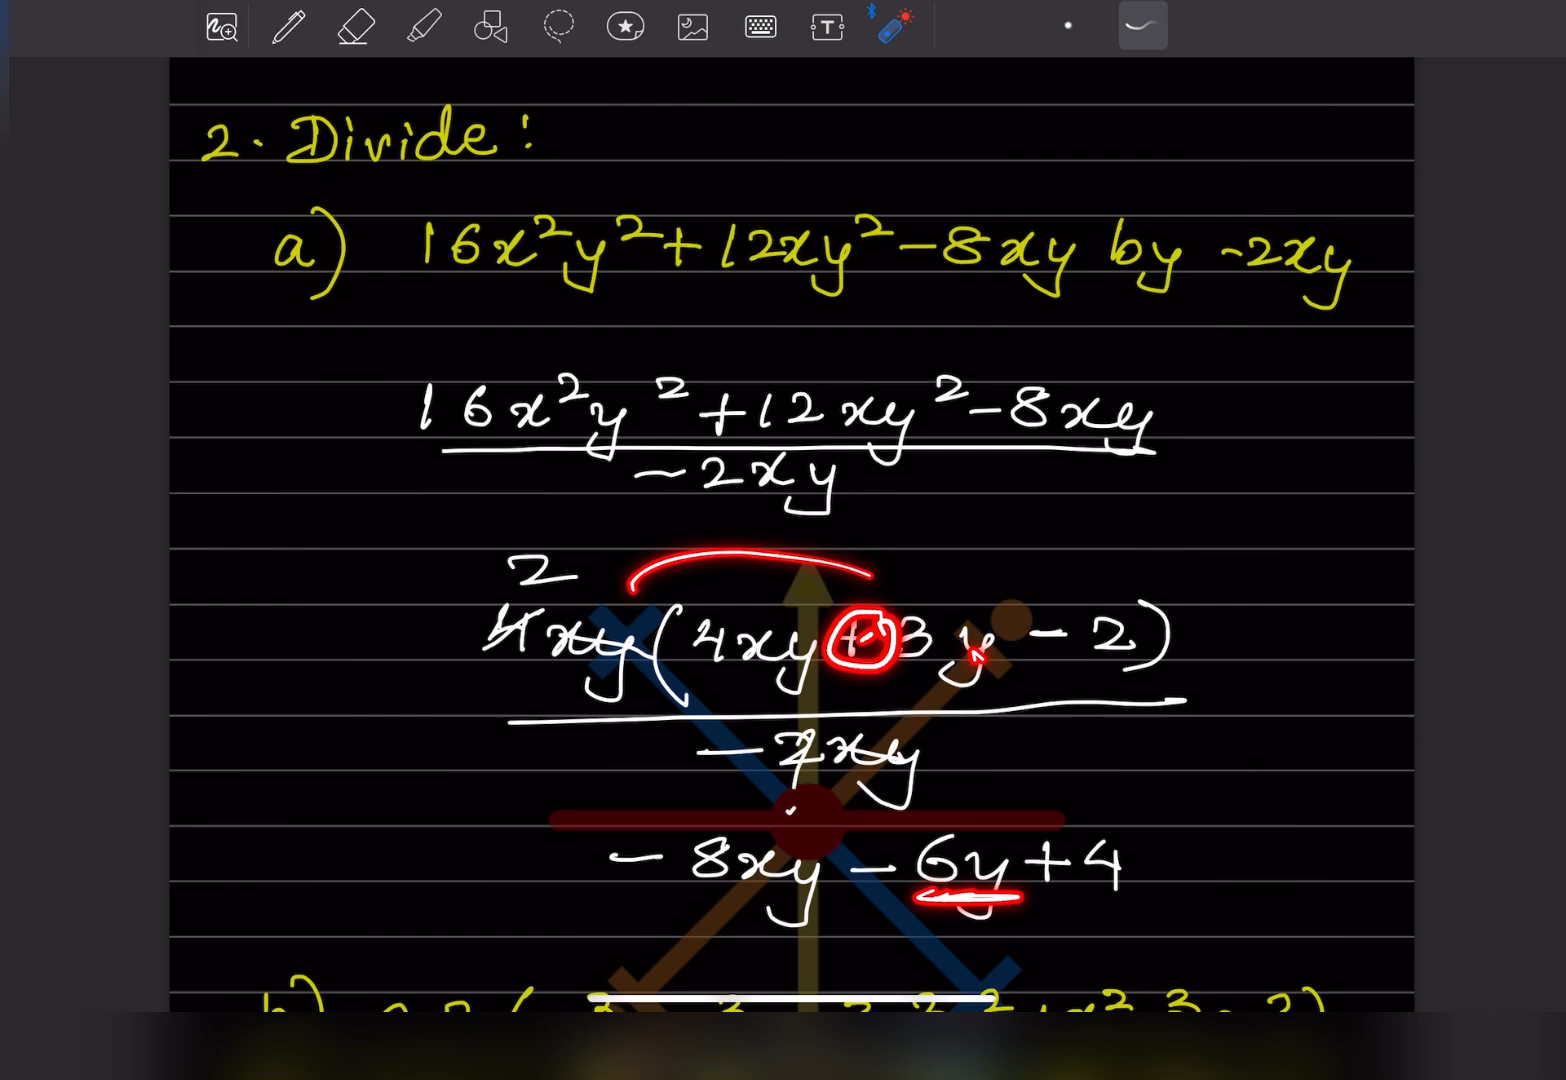 2. Divide:
a) 16x²y²+12xy²-8xy by -2xy
16x²y²+12xy²-8xy
-2xy
2
4xy(4xy+3y-2)
-2xy
-8xy-6y+4